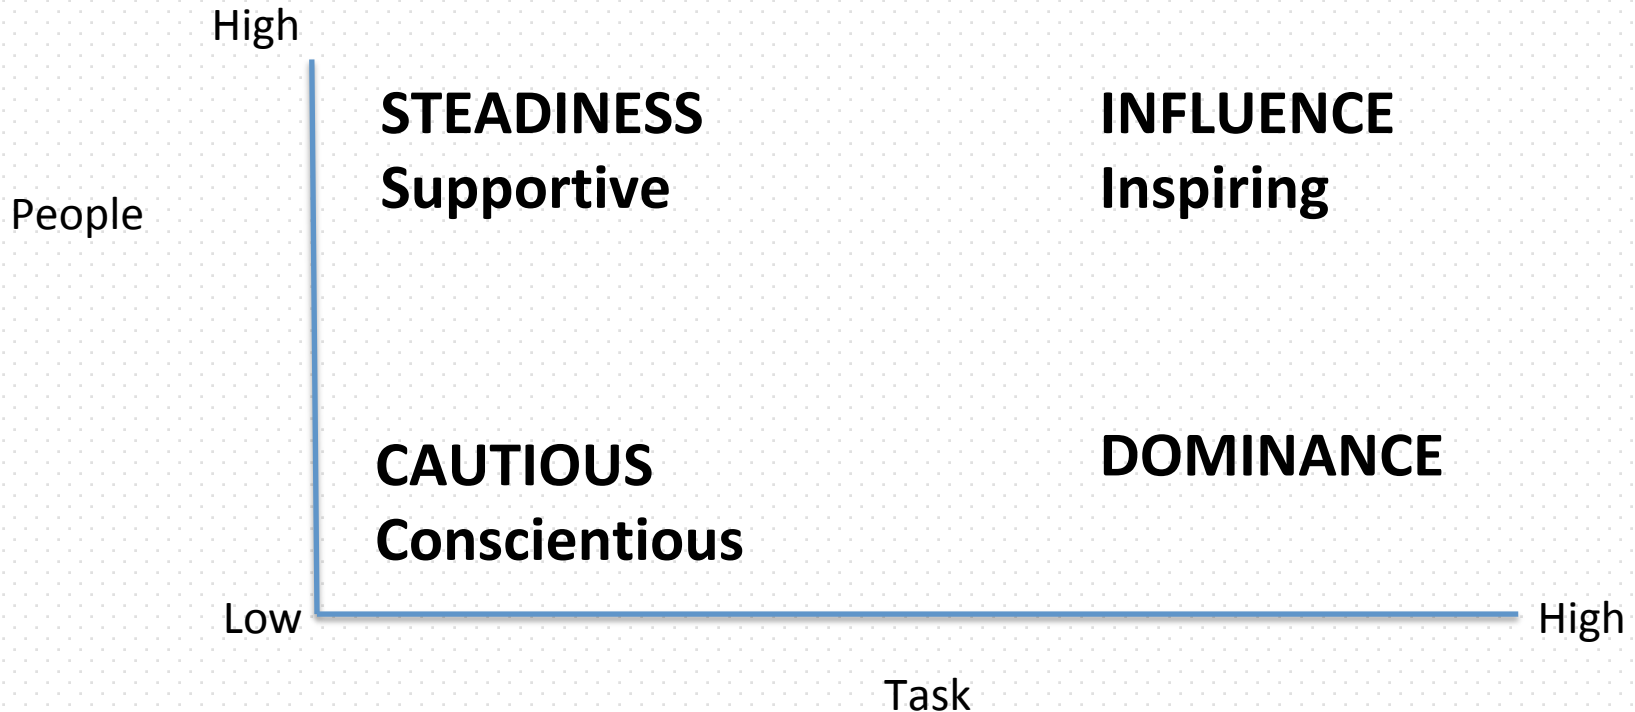 High
STEADINESS
Supportive
INFLUENCE
Inspiring
People
CAUTIOUS
Conscientious
DOMINANCE
Low
High
Task